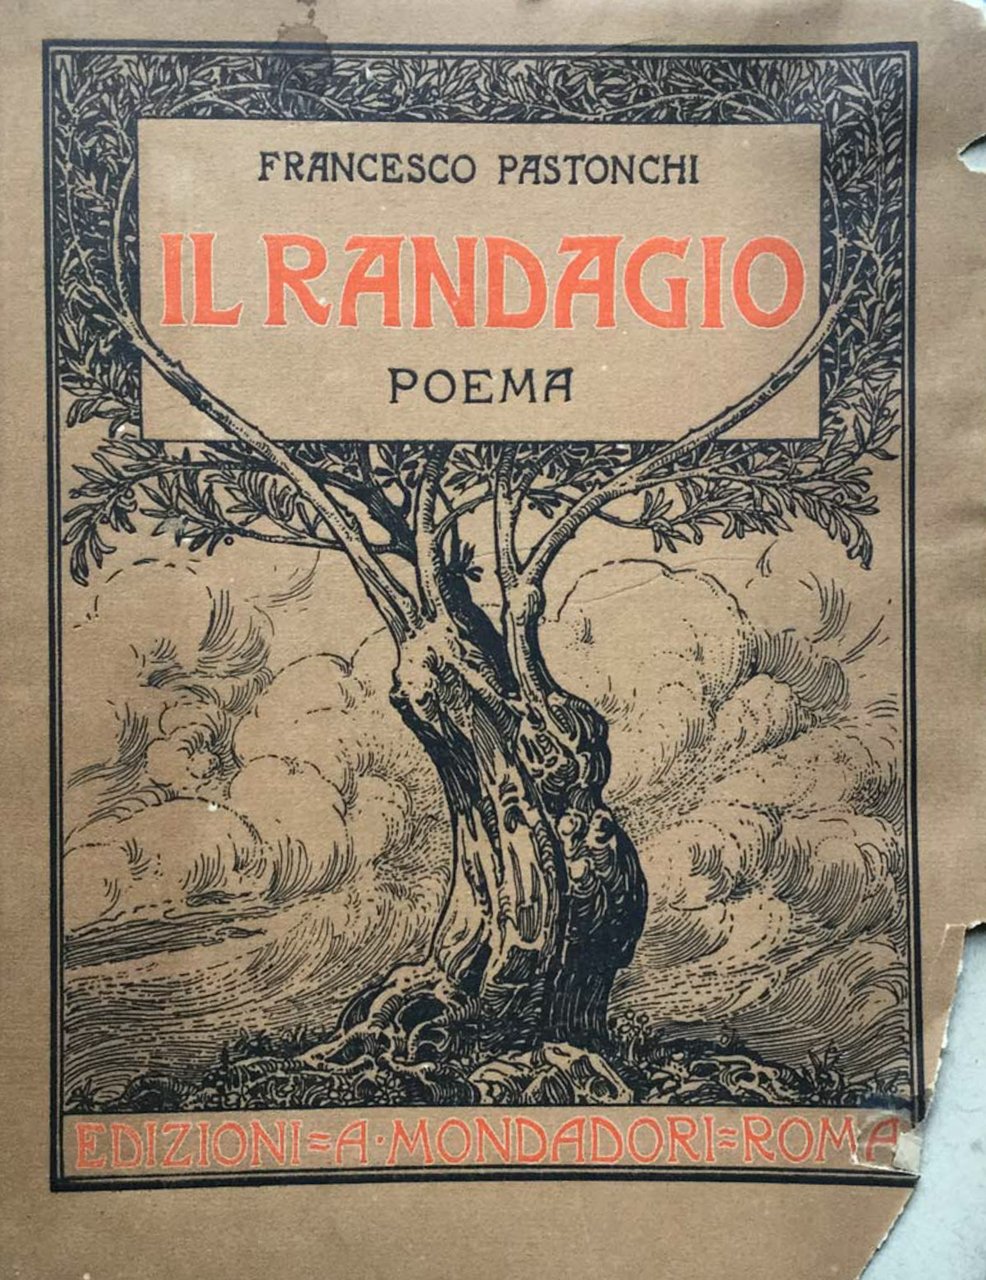 FRANCESCO PASTONCHI
IL RANDAGIO
POEMA
EDIZIONI = A · MONDADORI = ROMA